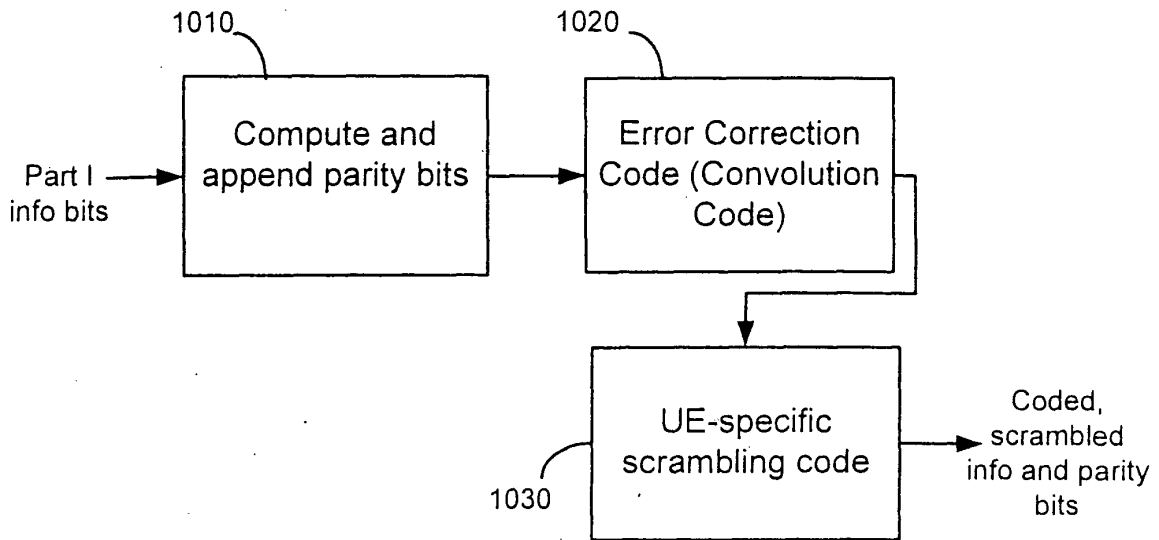 1010
1020
Part I
info bits
Compute and
append parity bits
Error Correction
Code (Convolution
Code)
UE-specific
scrambling code
1030
Coded,
scrambled
info and parity
bits